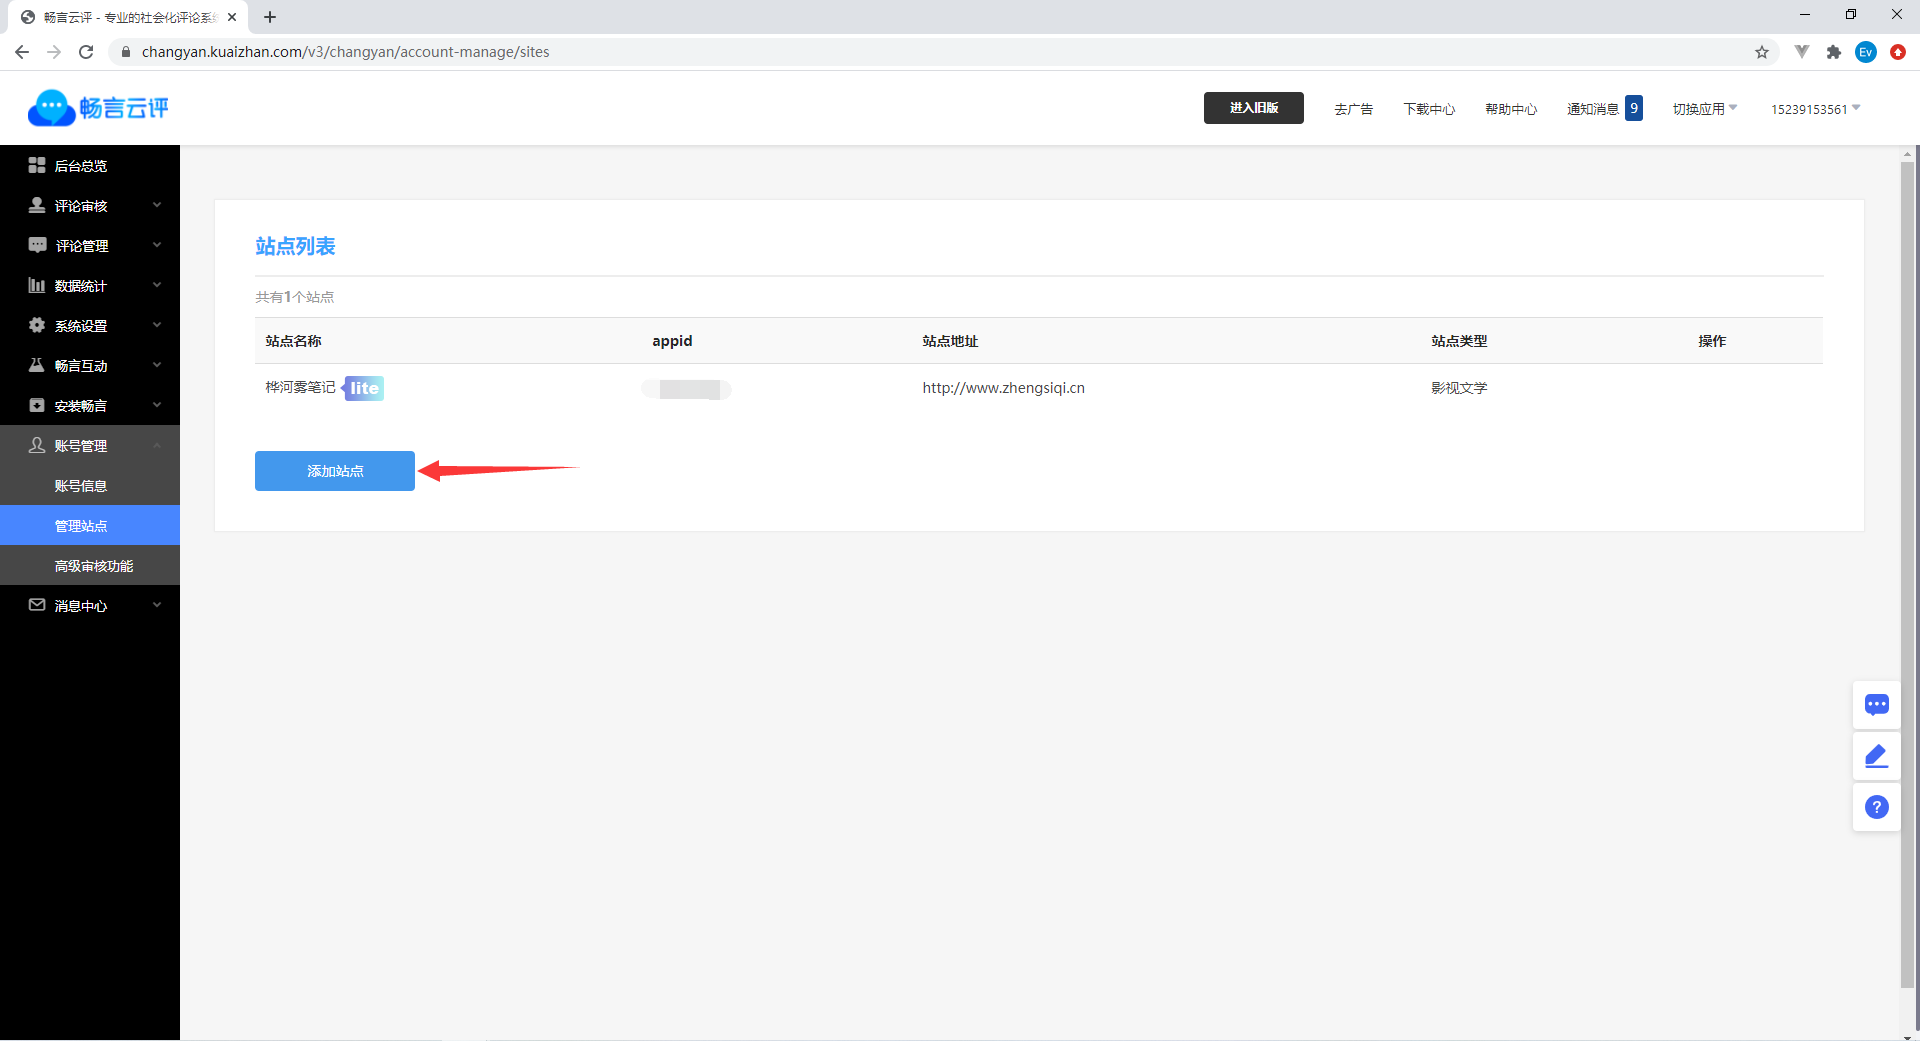 畅言云评 - 专业的社会化评论系
changyan.kuaizhan.com/v3/changyan/account-manage/sites
Ev
畅言云评
进入旧版
去广告
下载中心
帮助中心
通知消息 9
切换应用
15239153561
后台总览
评论审核
评论管理
数据统计
系统设置
畅言互动
安装畅言
账号管理
账号信息
管理站点
高级审核功能
消息中心
站点列表
共有1个站点
站点名称 appid 站点地址 站点类型 操作
桦河雾笔记 lite http://www.zhengsiqi.cn 影视文学
添加站点